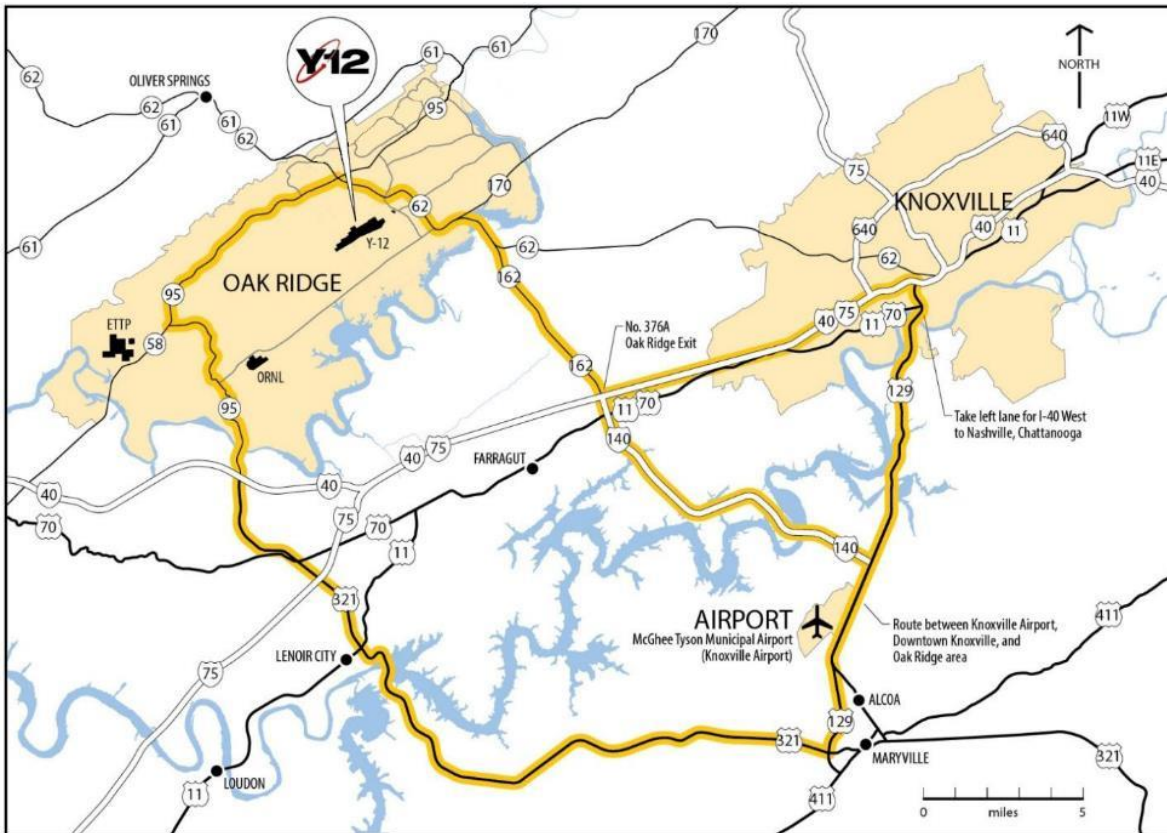 61
170
62
OLIVER SPRINGS
Y-12
61
61
NORTH
62
61
61
62
95
11W
640
75
11E
40
170
KNOXVILLE
62
40
11
640
61
Y-12
62
62
OAK RIDGE
162
95
75
40
70
11
No. 376A
Oak Ridge Exit
ETTP
58
ORNL
162
129
95
11
70
Take left lane for I-40 West
to Nashville, Chattanooga
140
75
40
FARRAGUT
40
40
75
70
70
11
140
321
AIRPORT
McGhee Tyson Municipal Airport
(Knoxville Airport)
Route between Knoxville Airport,
Downtown Knoxville, and
Oak Ridge area
411
LENOIR CITY
75
ALCOA
129
321
MARYVILLE
321
LOUDON
11
411
0
miles
5